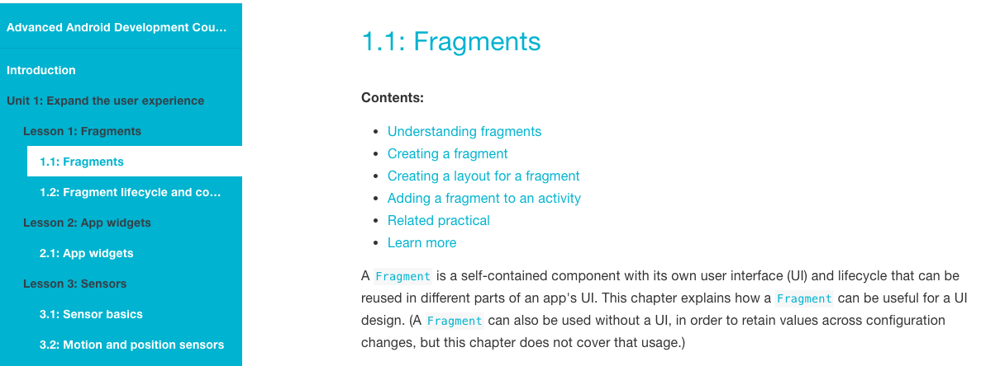 Advanced Android Development Cou...
Introduction
Unit 1: Expand the user experience
Lesson 1: Fragments
1.1: Fragments
1.2: Fragment lifecycle and co...
Lesson 2: App widgets
2.1: App widgets
Lesson 3: Sensors
3.1: Sensor basics
3.2: Motion and position sensors
1.1: Fragments
Contents:
• Understanding fragments
• Creating a fragment
• Creating a layout for a fragment
• Adding a fragment to an activity
• Related practical
• Learn more
A Fragment is a self-contained component with its own user interface (UI) and lifecycle that can be
reused in different parts of an app's UI. This chapter explains how a Fragment can be useful for a UI
design. (A Fragment can also be used without a UI, in order to retain values across configuration
changes, but this chapter does not cover that usage.)